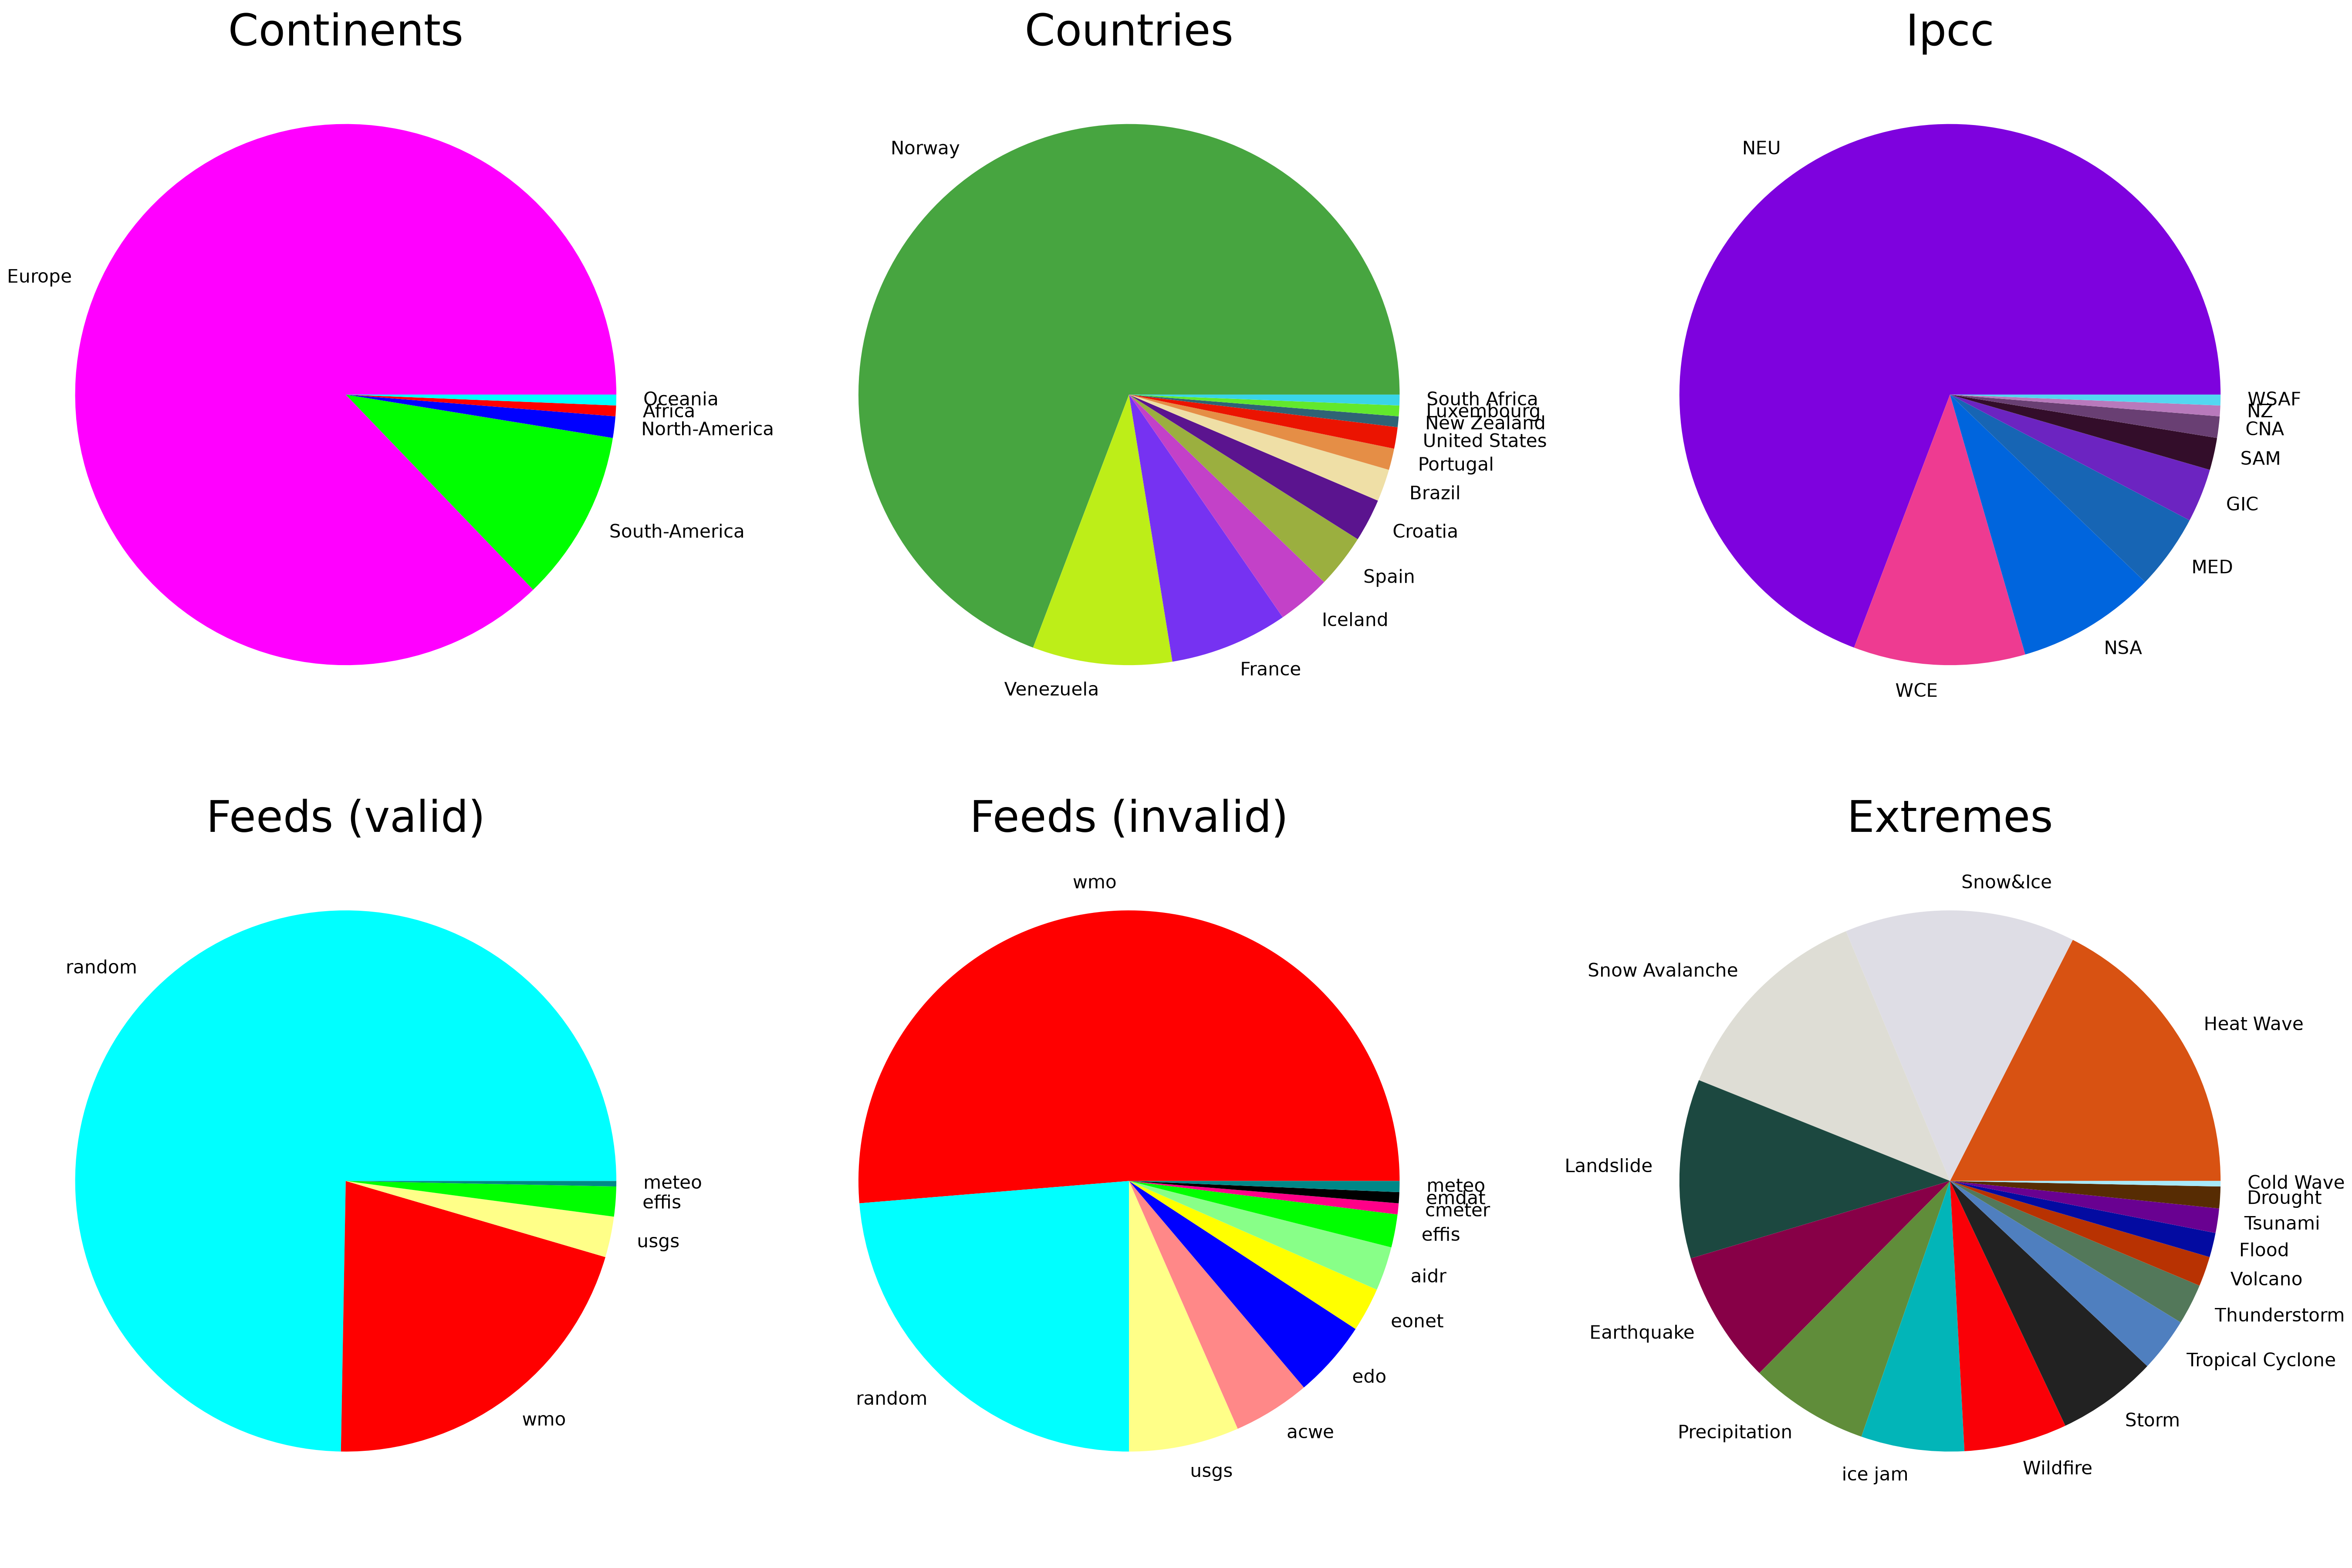 Continents
Europe
Oceania
Africa
North-America
South-America
Countries
Norway
South Africa
Luxembourg
New Zealand
United States
Portugal
Brazil
Croatia
Spain
Iceland
France
Venezuela
Ipcc
NEU
WSAF
NZ
CNA
SAM
GIC
MED
NSA
WCE
Feeds (valid)
random
meteo
effis
usgs
wmo
Feeds (invalid)
wmo
meteo
emdat
cmeter
effis
aidr
eonet
edo
acwe
usgs
random
Extremes
Snow&Ice
Snow Avalanche
Heat Wave
Landslide
Cold Wave
Drought
Tsunami
Flood
Volcano
Thunderstorm
Earthquake
Tropical Cyclone
Storm
Precipitation
Wildfire
ice jam